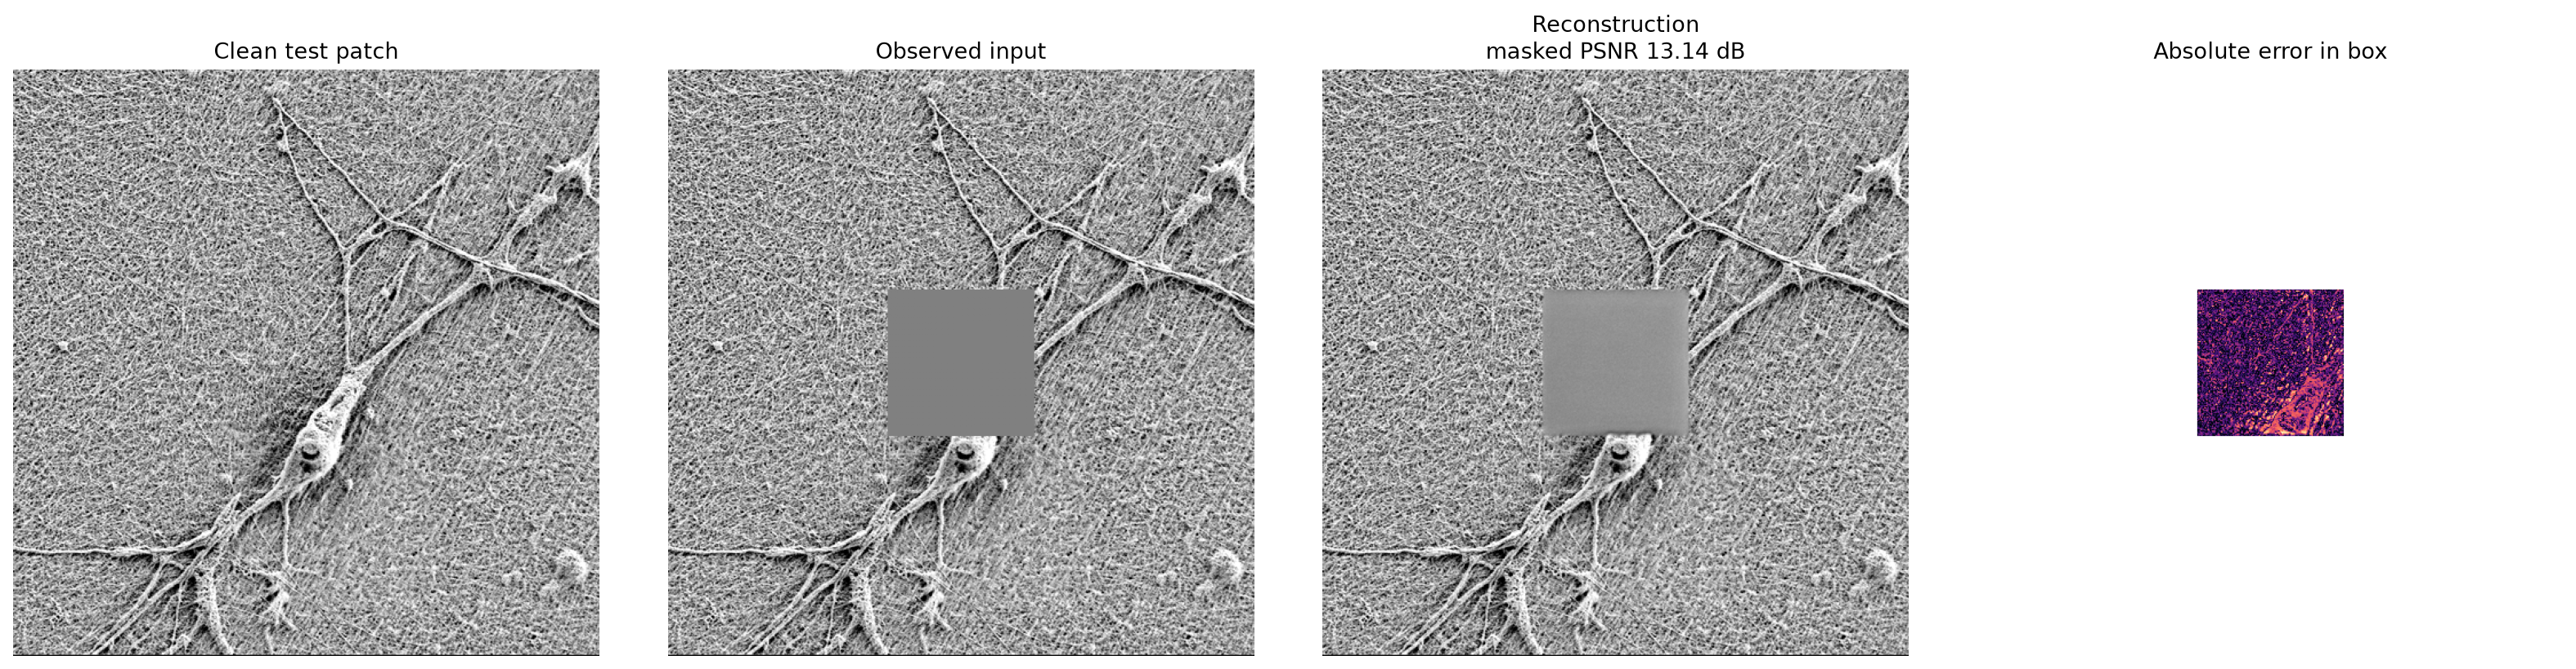 Clean test patch
Observed input
Reconstruction
masked PSNR 13.14 dB
Absolute error in box